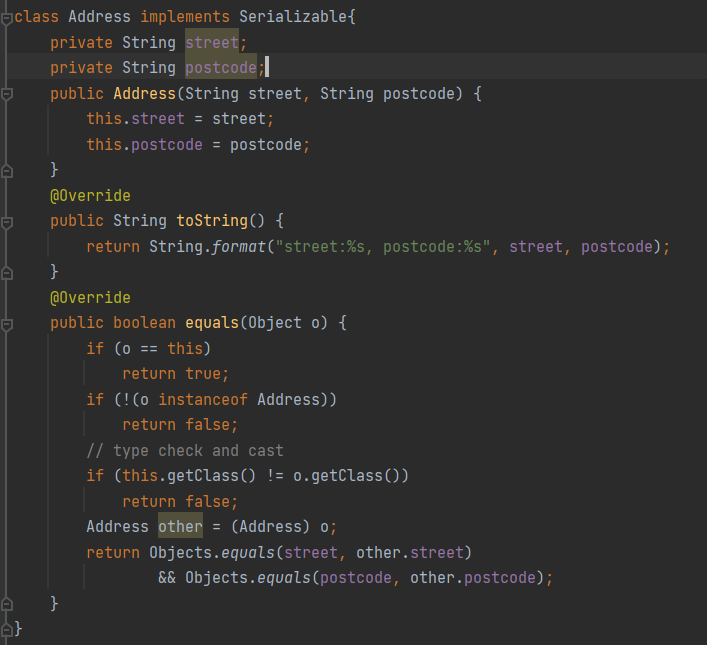 class Address implements Serializable{
    private String street;
    private String postcode;
    public Address(String street, String postcode) {
        this.street = street;
        this.postcode = postcode;
    }
    @Override
    public String toString() {
        return String.format("street:%s, postcode:%s", street, postcode);
    }
    @Override
    public boolean equals(Object o) {
        if (o == this)
            return true;
        if (!(o instanceof Address))
            return false;
        // type check and cast
        if (this.getClass() != o.getClass())
            return false;
        Address other = (Address) o;
        return Objects.equals(street, other.street)
                && Objects.equals(postcode, other.postcode);
    }
}